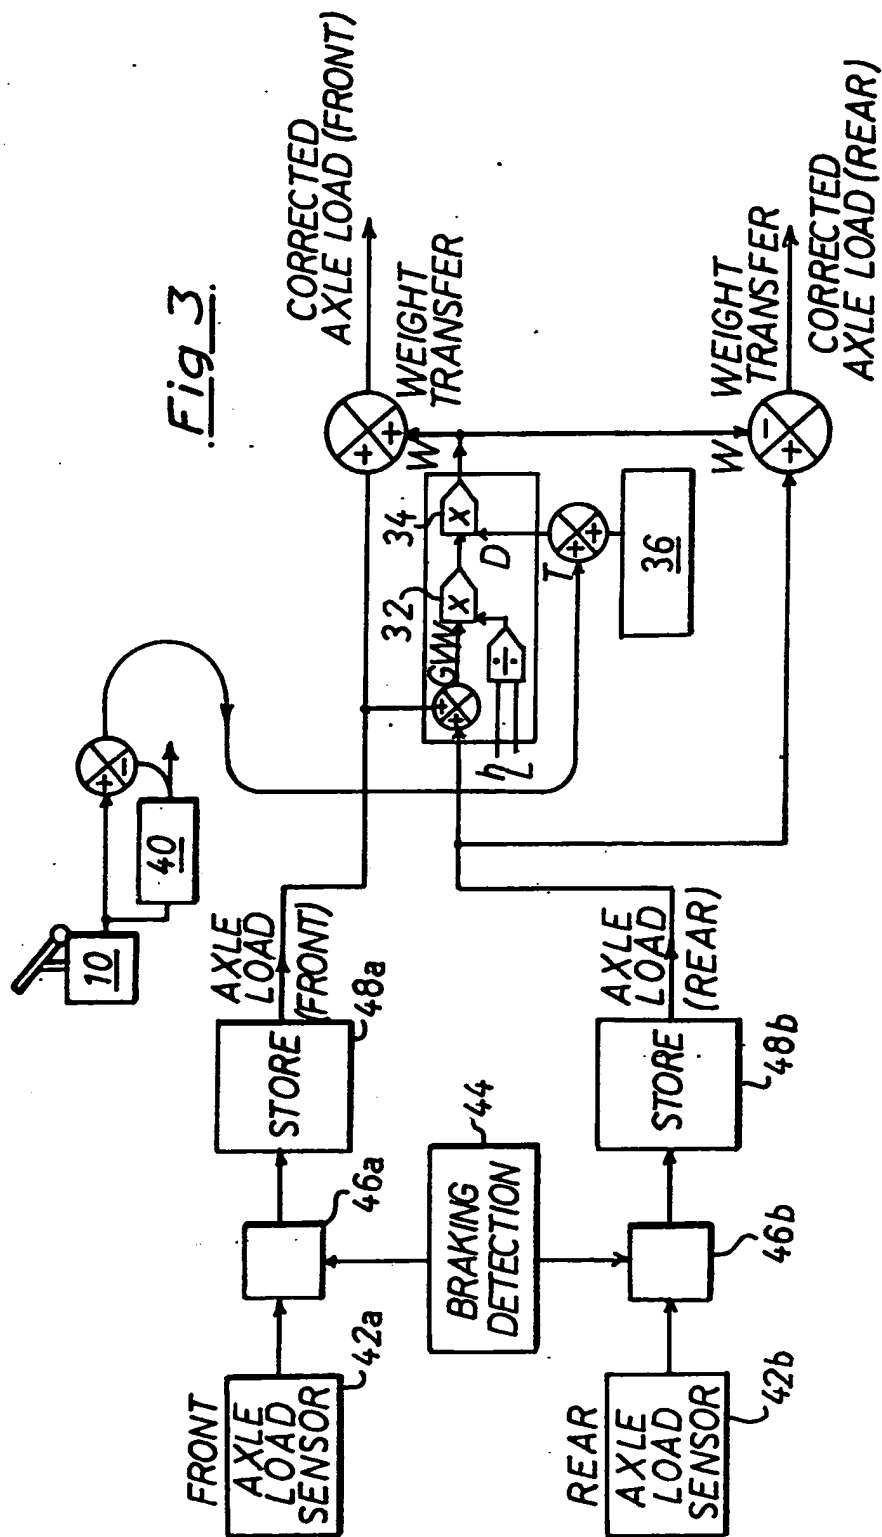 Fig 3
10
40
+
−
FRONT
AXLE
LOAD
SENSOR
42a
46a
STORE
48a
AXLE
LOAD
(FRONT)
BRAKING
DETECTION
44
REAR
AXLE
LOAD
SENSOR
42b
46b
STORE
48b
AXLE
LOAD
(REAR)
+
+
GVW
h
L
÷
32
X
34
X
D
T
+
+
36
W
+
+
WEIGHT
TRANSFER
CORRECTED
AXLE LOAD (FRONT)
W
−
+
WEIGHT
TRANSFER
CORRECTED
AXLE LOAD (REAR)